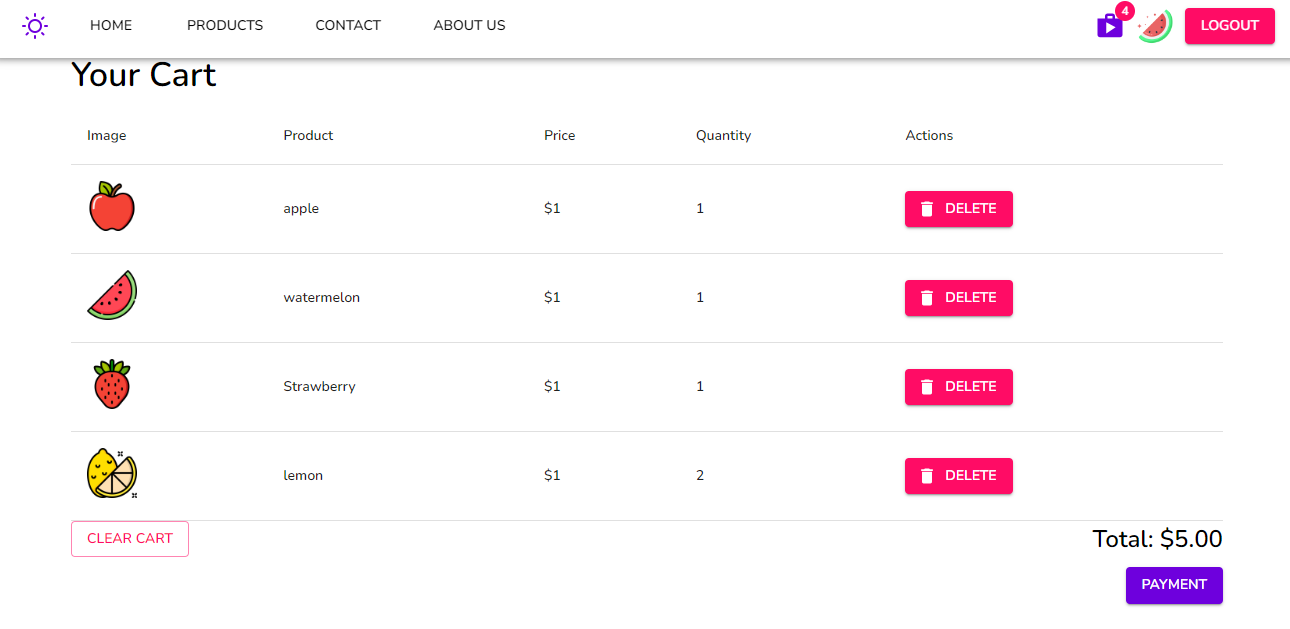 HOME PRODUCTS CONTACT ABOUT US 4 LOGOUT
Your Cart
Image Product Price Quantity Actions
apple $1 1 DELETE
watermelon $1 1 DELETE
Strawberry $1 1 DELETE
lemon $1 2 DELETE
CLEAR CART Total: $5.00
PAYMENT